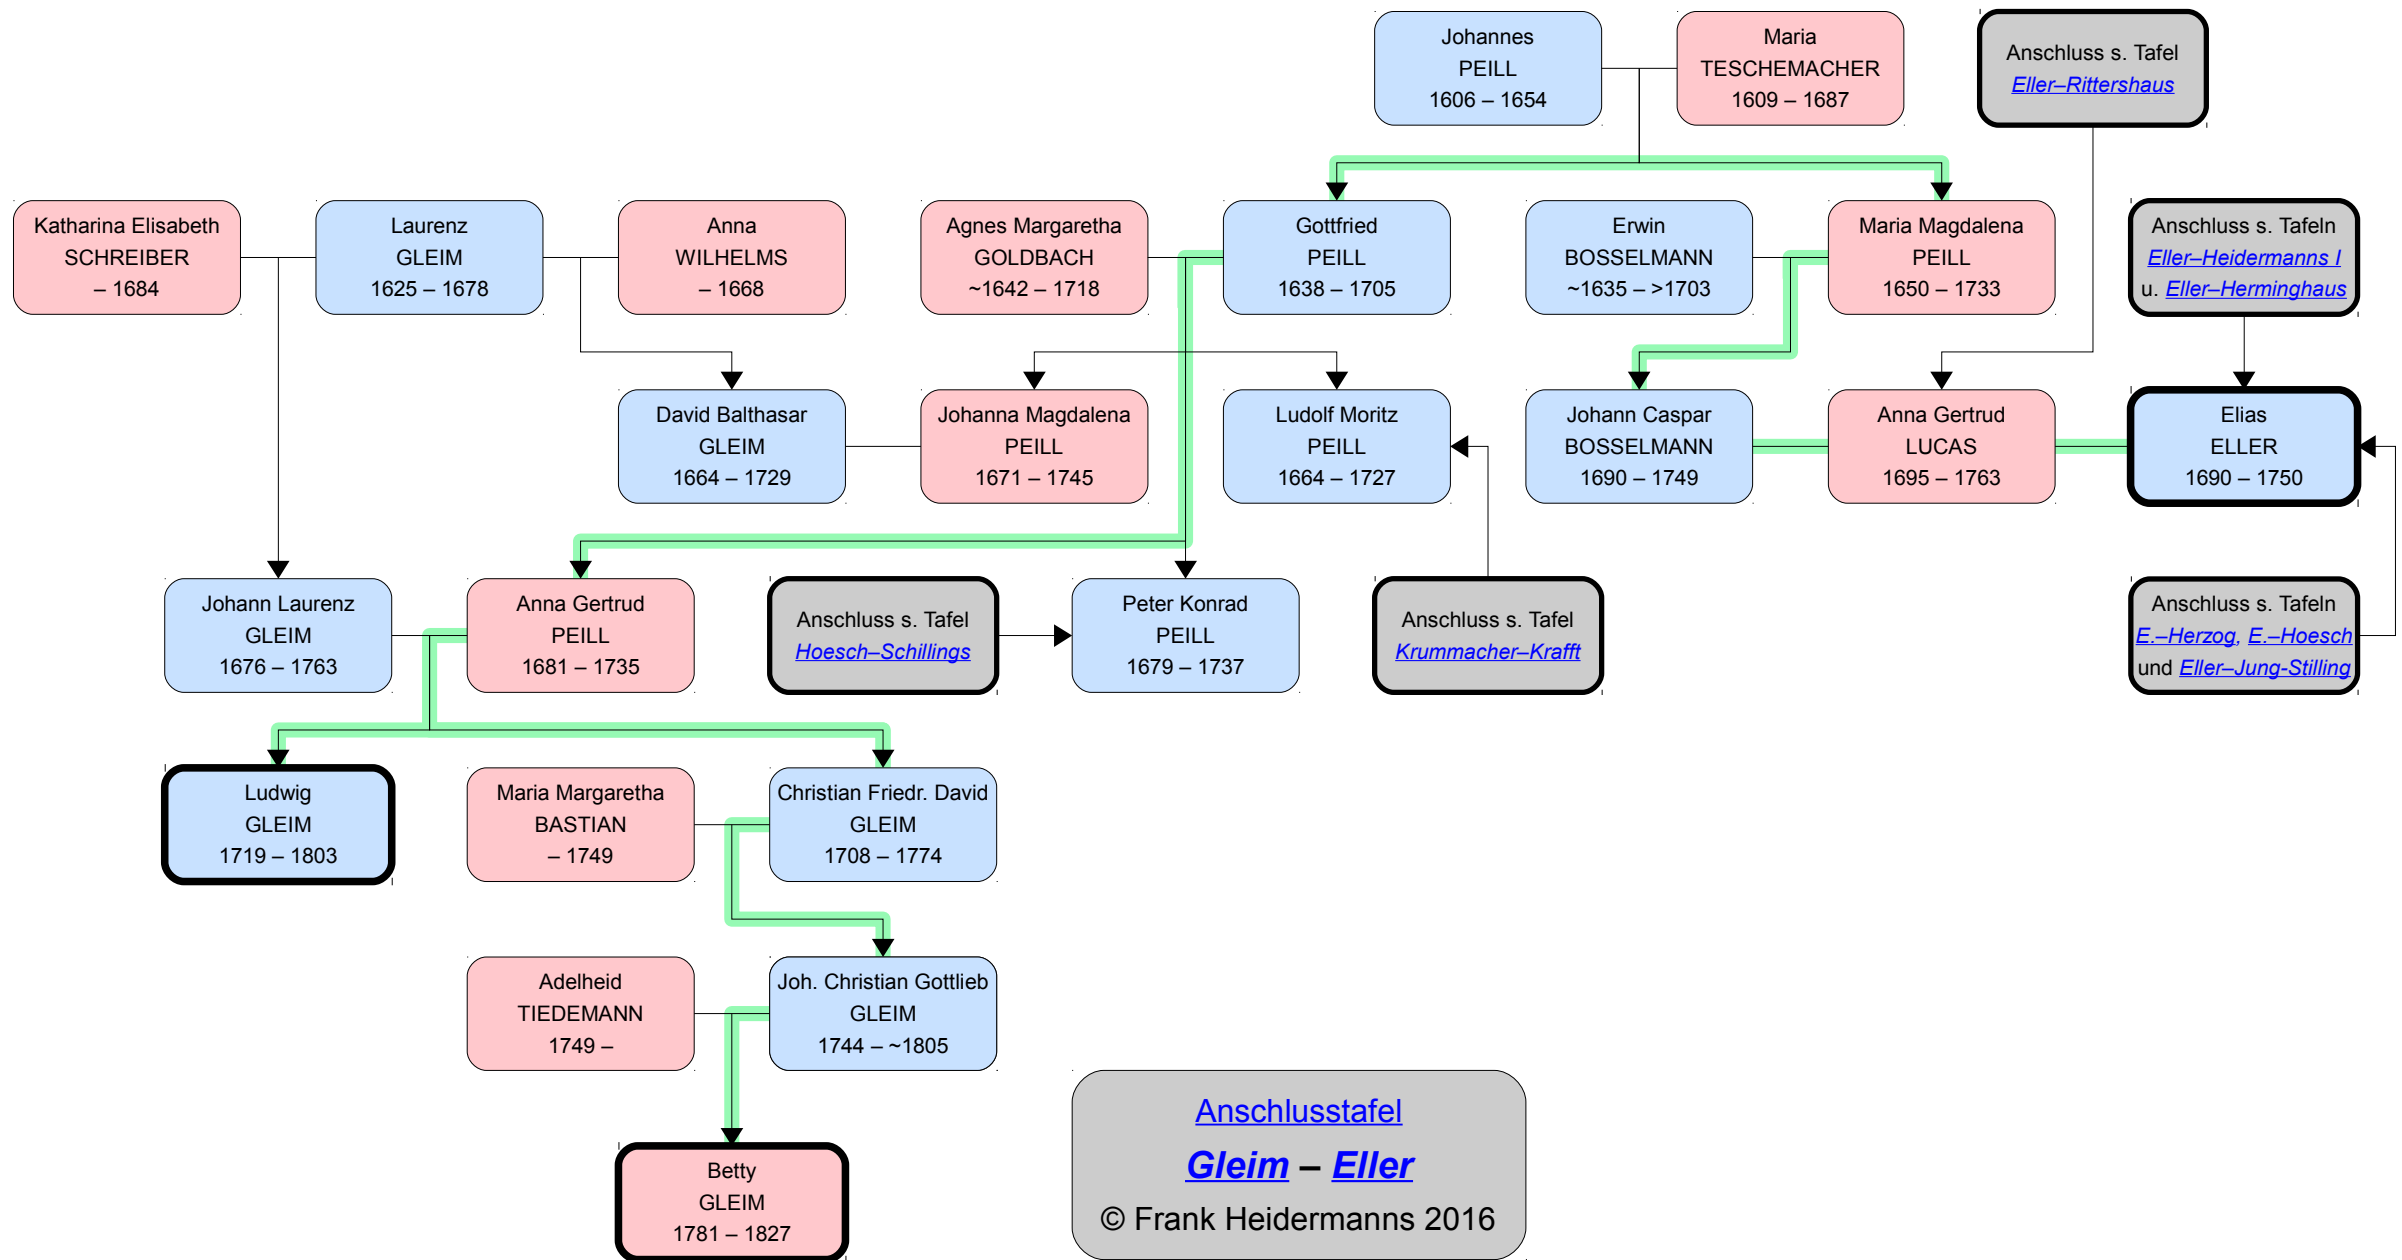 Johannes
PEILL
1606 – 1654
Maria
TESCHEMACHER
1609 – 1687
Anschluss s. Tafel
Eller–Rittershaus
Katharina Elisabeth
SCHREIBER
– 1684
Laurenz
GLEIM
1625 – 1678
Anna
WILHELMS
– 1668
Agnes Margaretha
GOLDBACH
~1642 – 1718
Gottfried
PEILL
1638 – 1705
Erwin
BOSSELMANN
~1635 – >1703
Maria Magdalena
PEILL
1650 – 1733
Anschluss s. Tafeln
Eller–Heidermanns I
u. Eller–Herminghaus
David Balthasar
GLEIM
1664 – 1729
Johanna Magdalena
PEILL
1671 – 1745
Ludolf Moritz
PEILL
1664 – 1727
Johann Caspar
BOSSELMANN
1690 – 1749
Anna Gertrud
LUCAS
1695 – 1763
Elias
ELLER
1690 – 1750
Johann Laurenz
GLEIM
1676 – 1763
Anna Gertrud
PEILL
1681 – 1735
Anschluss s. Tafel
Hoesch–Schillings
Peter Konrad
PEILL
1679 – 1737
Anschluss s. Tafel
Krummacher–Krafft
Anschluss s. Tafeln
E.–Herzog, E.–Hoesch
und Eller–Jung-Stilling
Ludwig
GLEIM
1719 – 1803
Maria Margaretha
BASTIAN
– 1749
Christian Friedr. David
GLEIM
1708 – 1774
Adelheid
TIEDEMANN
1749 –
Joh. Christian Gottlieb
GLEIM
1744 – ~1805
Betty
GLEIM
1781 – 1827
Anschlusstafel
Gleim – Eller
© Frank Heidermanns 2016